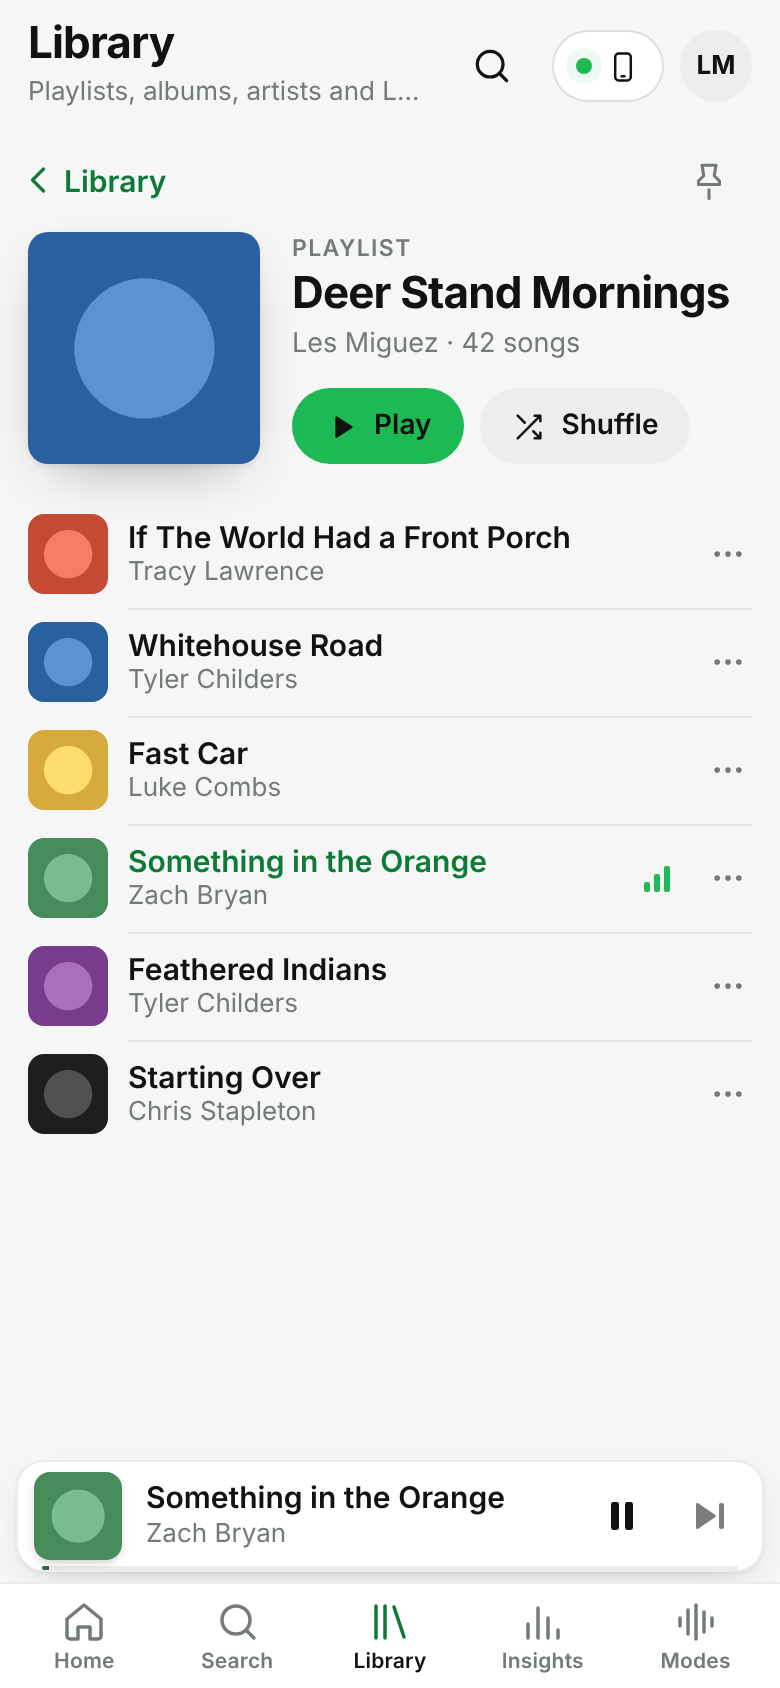 Library
Playlists, albums, artists and L...
LM
Library
PLAYLIST
Deer Stand Mornings
Les Miguez · 42 songs
Play
Shuffle
If The World Had a Front Porch
Tracy Lawrence
Whitehouse Road
Tyler Childers
Fast Car
Luke Combs
Something in the Orange
Zach Bryan
Feathered Indians
Tyler Childers
Starting Over
Chris Stapleton
Something in the Orange
Zach Bryan
Home
Search
Library
Insights
Modes